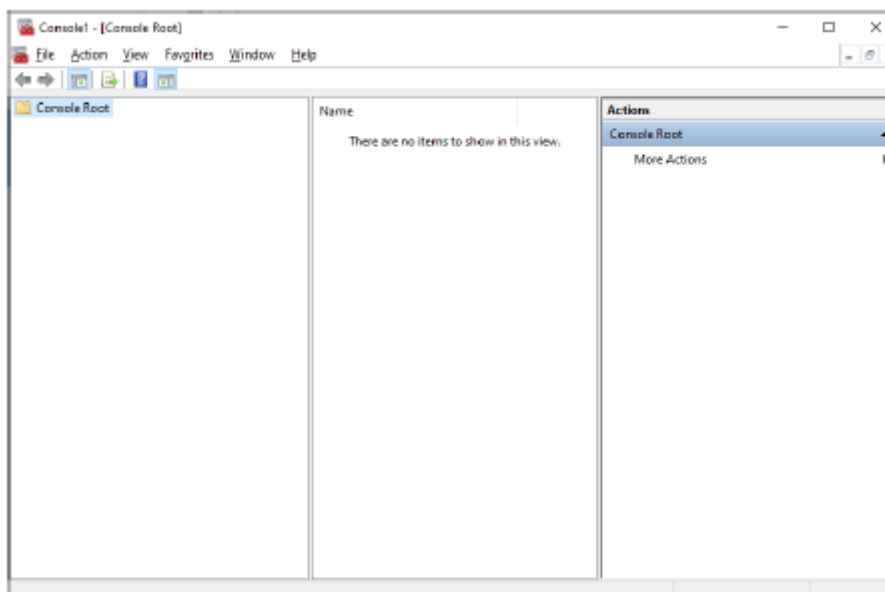 Console1 - [Console Root]
File Action View Favorites Window Help
Console Root
Name
There are no items to show in this view.
Actions
Console Root
More Actions